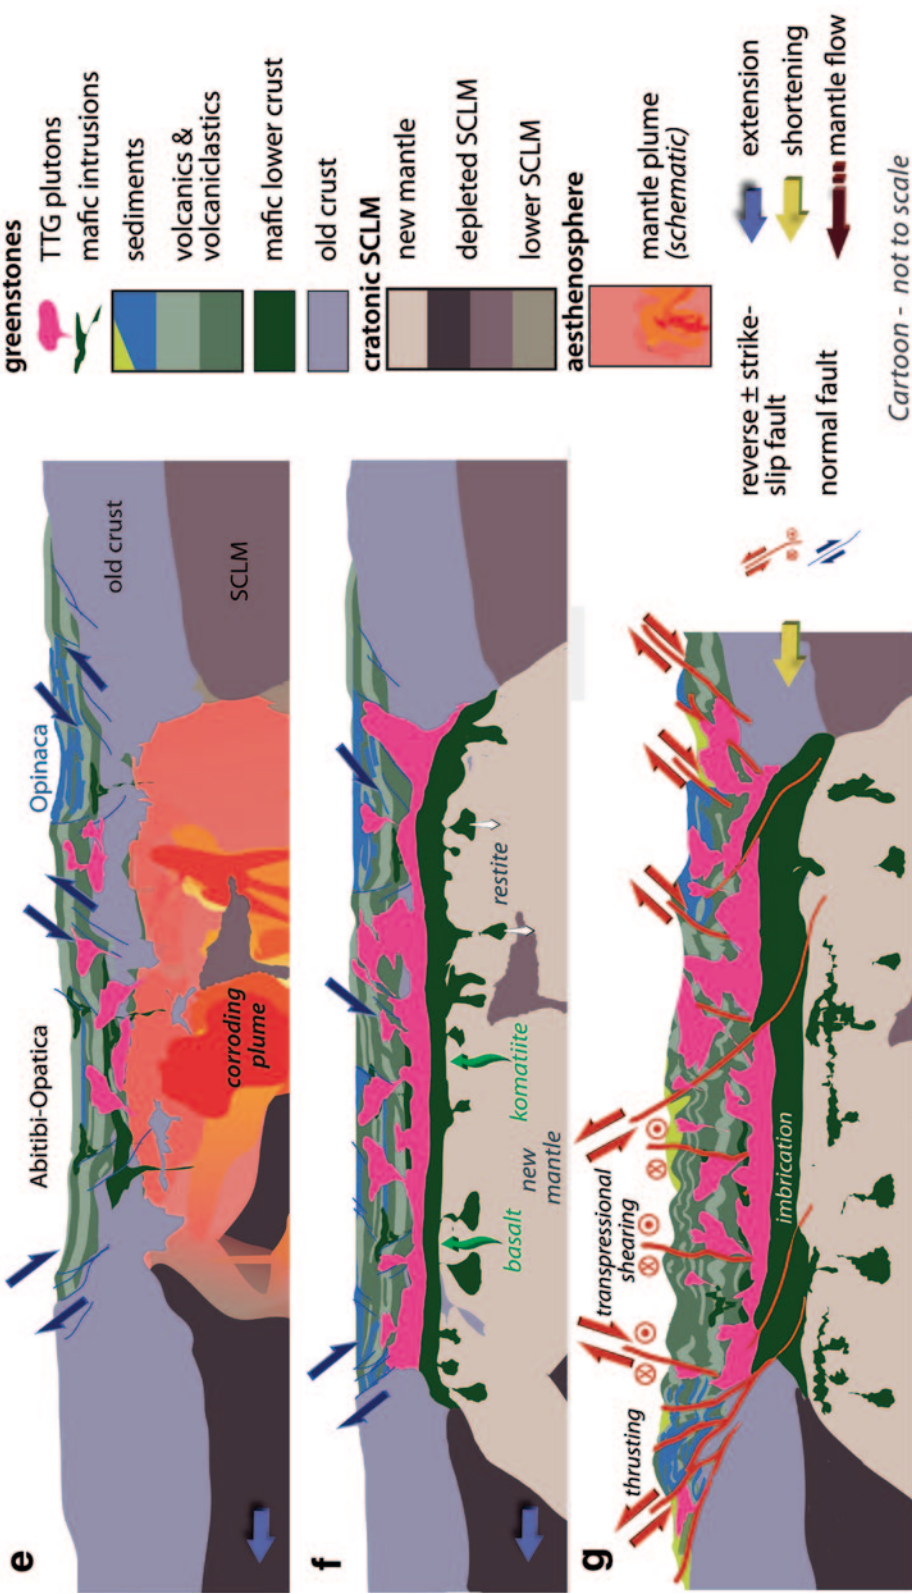 e
Abitibi-Opatica
Opinaca
old crust
SCLM
corroding
plume
f
basalt
komatiite
new
mantle
restite
g
thrusting
transpressional
shearing
imbrication
greenstones
TTG plutons
mafic intrusions
sediments
volcanics &
volcaniclastics
mafic lower crust
old crust
cratonic SCLM
new mantle
depleted SCLM
lower SCLM
aesthenosphere
mantle plume
(schematic)
reverse ± strike-
slip fault
normal fault
extension
shortening
mantle flow
Cartoon - not to scale